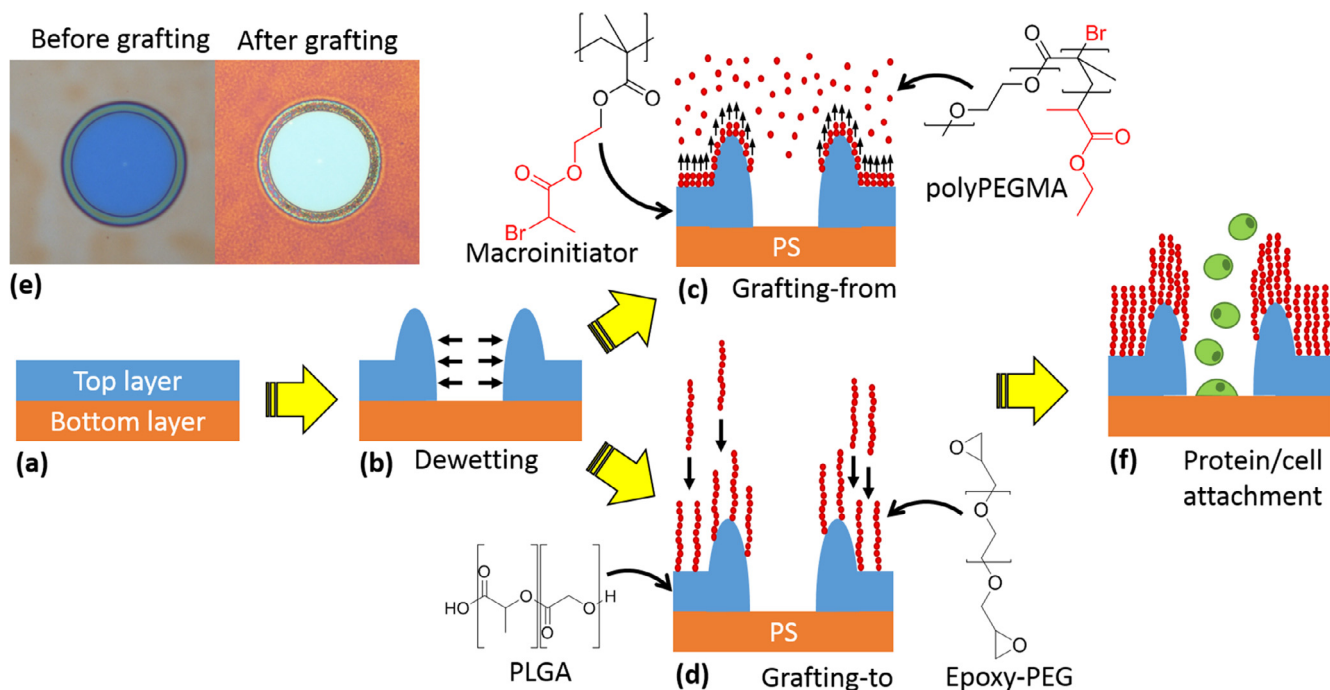 Before grafting After grafting
(e)
Br
O
O
O
O
Br
Macroinitiator
PS
(c) Grafting-from
O
O
O
Br
O
O
polyPEGMA
Top layer
Bottom layer
(a)
(b) Dewetting
O
HO
O
O
O
H
PLGA
PS
(d) Grafting-to
O
O
O
O
Epoxy-PEG
(f) Protein/cell
attachment